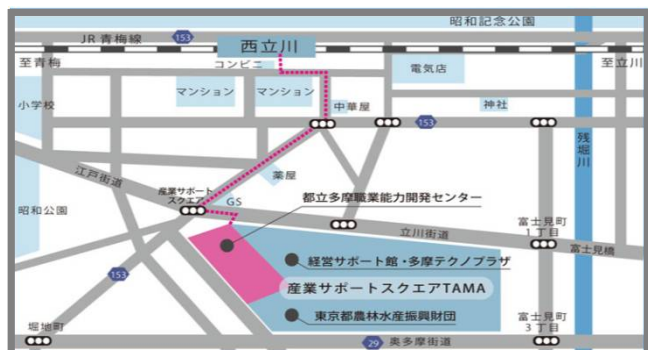 昭和記念公園
JR 青梅線
153
西立川
至青梅
コンビニ
至立川
電気店
マンション
マンション
小学校
中華屋
神社
153
残堀川
薬屋
江戸街道
産業サポート
スクエア
GS
都立多摩職業能力開発センター
昭和公園
立川街道
富士見町
1丁目
富士見橋
経営サポート館・多摩テクノプラザ
153
産業サポートスクエアTAMA
堀地町
東京都農林水産振興財団
富士見町
3丁目
29
奥多摩街道